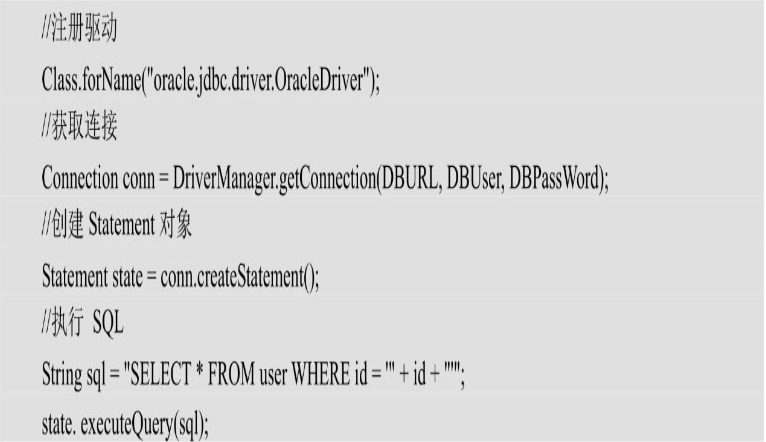 //注册驱动
Class.forName("oracle.jdbc.driver.OracleDriver");
//获取连接
Connection conn = DriverManager.getConnection(DBURL, DBUser, DBPassWord);
//创建 Statement 对象
Statement state = conn.createStatement();
//执行 SQL
String sql = "SELECT * FROM user WHERE id = '" + id + "'";
state. executeQuery(sql);